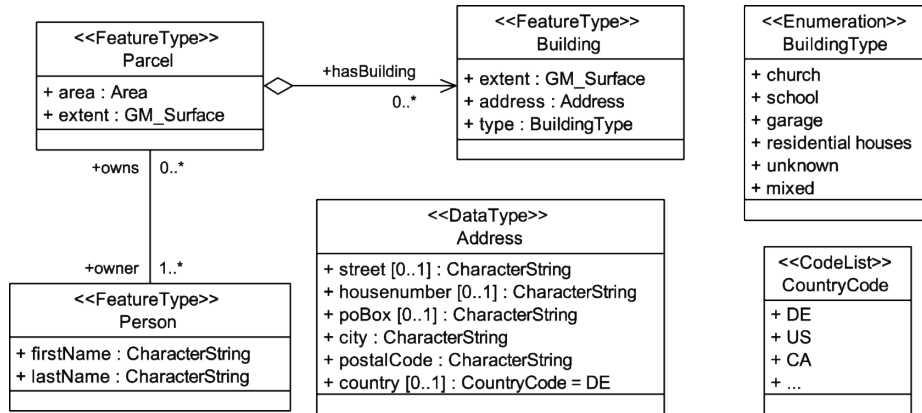 <<FeatureType>>
Parcel
+ area : Area
+ extent : GM_Surface
+hasBuilding
0..*
<<FeatureType>>
Building
+ extent : GM_Surface
+ address : Address
+ type : BuildingType
<<Enumeration>>
BuildingType
+ church
+ school
+ garage
+ residential houses
+ unknown
+ mixed
+owns
0..*
+owner
1..*
<<FeatureType>>
Person
+ firstName : CharacterString
+ lastName : CharacterString
<<DataType>>
Address
+ street [0..1] : CharacterString
+ housenumber [0..1] : CharacterString
+ poBox [0..1] : CharacterString
+ city : CharacterString
+ postalCode : CharacterString
+ country [0..1] : CountryCode = DE
<<CodeList>>
CountryCode
+ DE
+ US
+ CA
+ ...